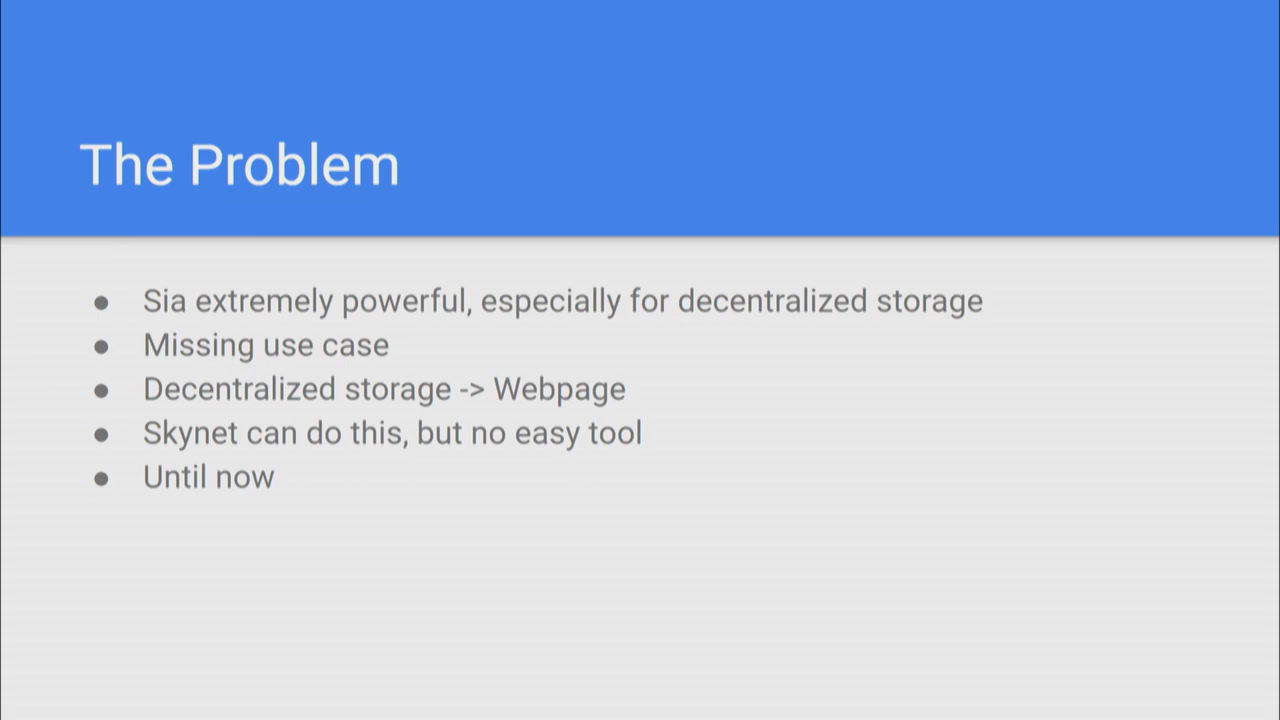 The Problem
● Sia extremely powerful, especially for decentralized storage
● Missing use case
● Decentralized storage -> Webpage
● Skynet can do this, but no easy tool
● Until now